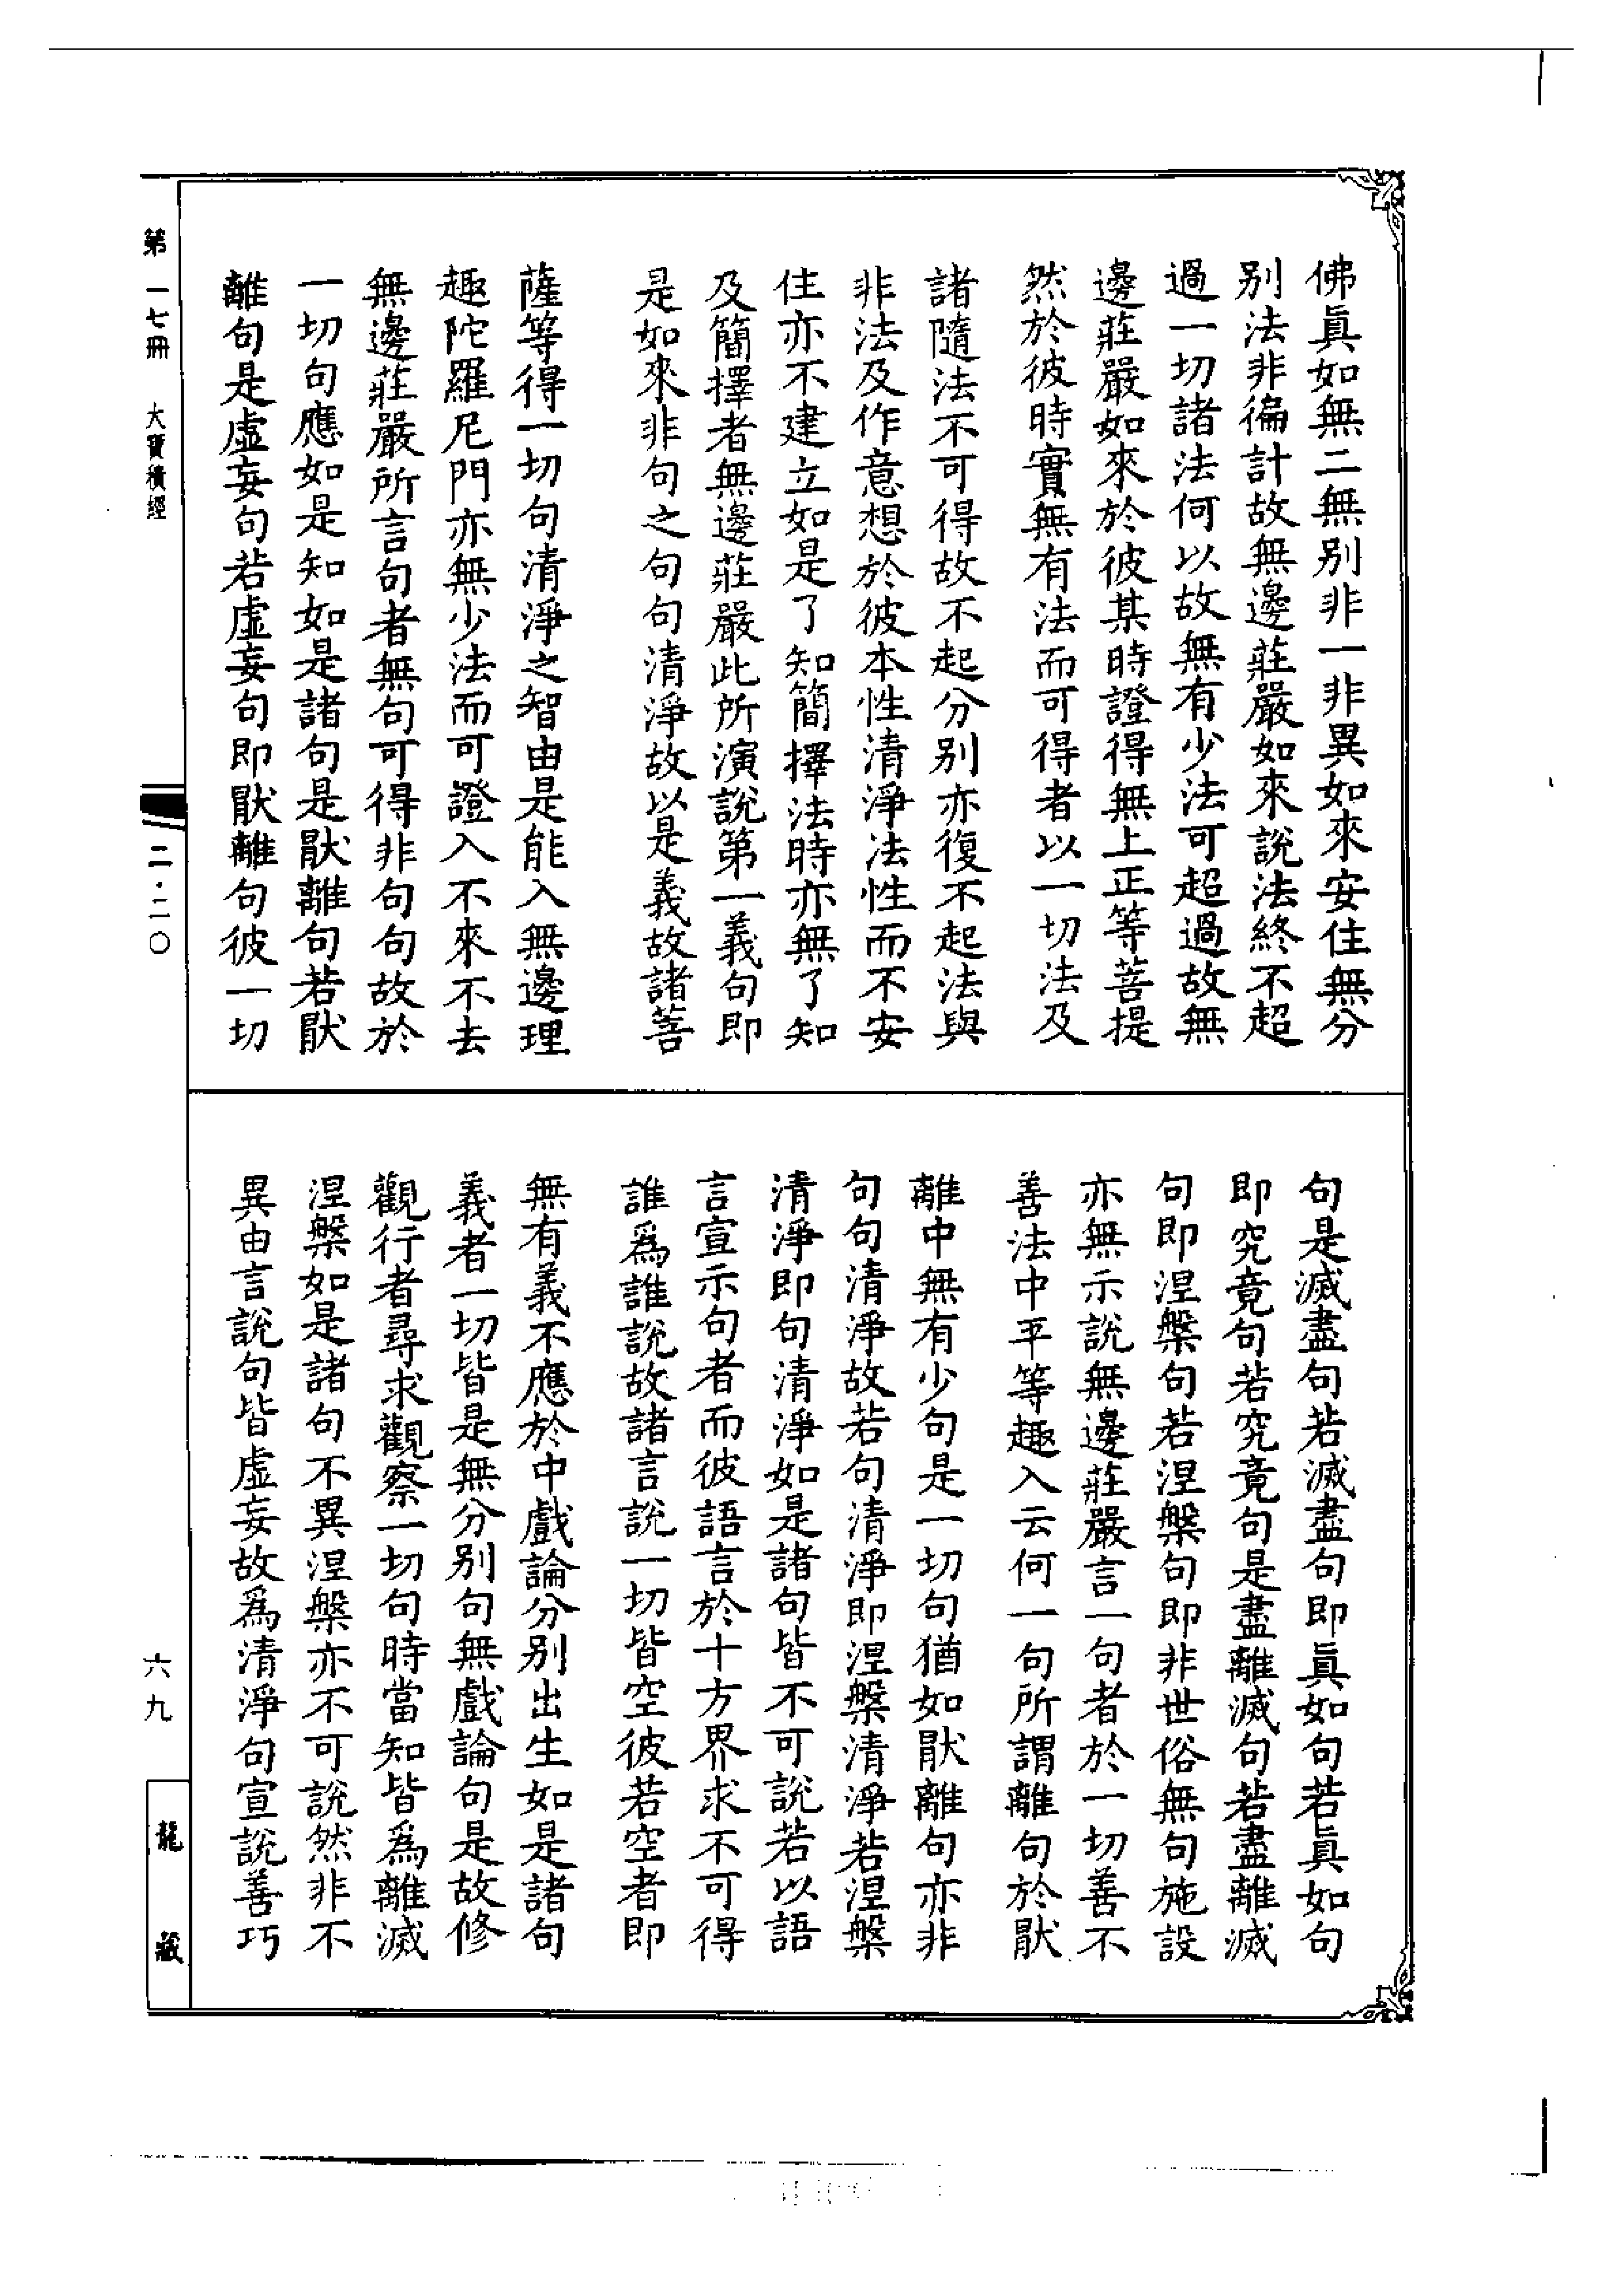 佛眞如無二無别非一非異如來安住無分
别法非徧計故無邊莊嚴如來說法終不超
過一切諸法何以故無有少法可超過故無
邊莊嚴如來於彼某時證得無上正等菩提
然於彼時實無有法而可得者以一切法及
諸隨法不可得故不起分别亦復不起法與
非法及作意想於彼本性清淨法性而不安
住亦不建立如是了知簡擇法時亦無了知
及簡擇者無邊莊嚴此所演說第一義句即
是如來非句之句句清淨故以是義故諸菩
薩等得一切句清淨之智由是能入無邊理
趣陀羅尼門亦無少法而可證入不來不去
無邊莊嚴所言句者無句可得非句句故於
一切句應如是知如是諸句是猒離句若猒
離句是虛妄句若虛妄句即猒離句彼一切
句是滅盡句若滅盡句即眞如句若眞如句
即究竟句若究竟句是盡離滅句若盡離滅
句即涅槃句若涅槃句即非世俗無句施設
亦無示說無邊莊嚴言一句者於一切善不
善法中平等趣入云何一句所謂離句於猒
離中無有少句是一切句猶如猒離句亦非
句句清淨故若句清淨即涅槃清淨若涅槃
清淨即句清淨如是諸句皆不可說若以語
言宣示句者而彼語言於十方界求不可得
誰爲誰說故諸言說一切皆空彼若空者即
無有義不應於中戲論分别出生如是諸句
義者一切皆是無分别句無戲論句是故修
觀行者尋求觀察一切句時當知皆爲離滅
涅槃如是諸句不異涅槃亦不可說然非不
異由言說句皆虛妄故爲清淨句宣說善巧
第一七冊　大寶積經
二·二〇
六九
龍藏